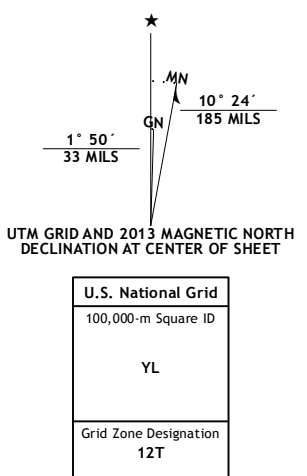 ★
MN
GN
10° 24´
185 MILS
1° 50´
33 MILS
UTM GRID AND 2013 MAGNETIC NORTH
DECLINATION AT CENTER OF SHEET
U.S. National Grid
100,000-m Square ID
YL
Grid Zone Designation
12T